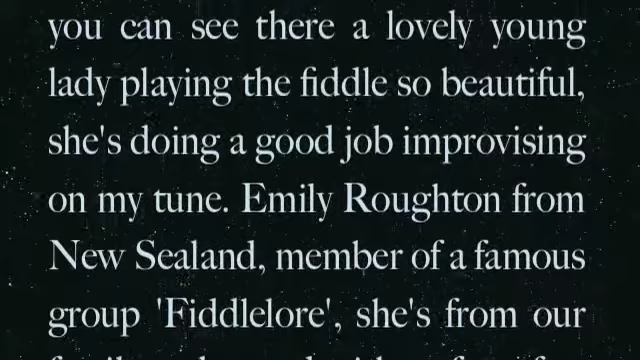 you can see there a lovely young
lady playing the fiddle so beautiful,
she's doing a good job improvising
on my tune. Emily Roughton from
New Sealand, member of a famous
group 'Fiddlelore', she's from our